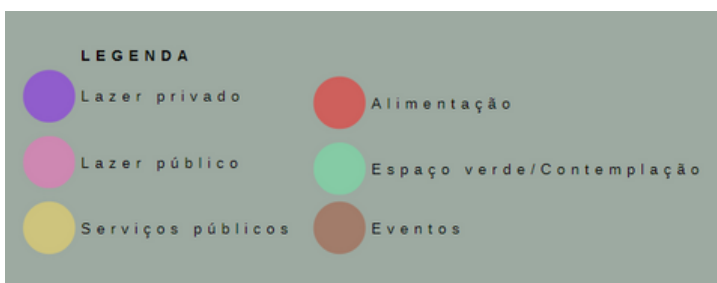 LEGENDA
Lazer privado
Lazer público
Serviços públicos
Alimentação
Espaço verde/Contemplação
Eventos